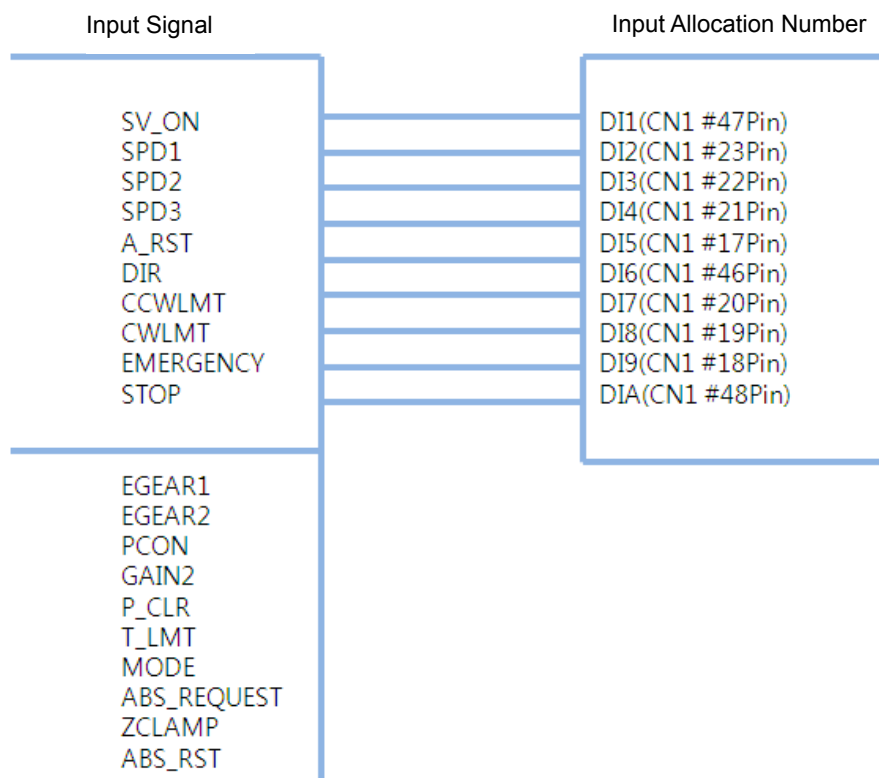 Input Signal
Input Allocation Number
SV_ON
SPD1
SPD2
SPD3
A_RST
DIR
CCWLMT
CWLMT
EMERGENCY
STOP
DI1(CN1 #47Pin)
DI2(CN1 #23Pin)
DI3(CN1 #22Pin)
DI4(CN1 #21Pin)
DI5(CN1 #17Pin)
DI6(CN1 #46Pin)
DI7(CN1 #20Pin)
DI8(CN1 #19Pin)
DI9(CN1 #18Pin)
DIA(CN1 #48Pin)
EGEAR1
EGEAR2
PCON
GAIN2
P_CLR
T_LMT
MODE
ABS_REQUEST
ZCLAMP
ABS_RST